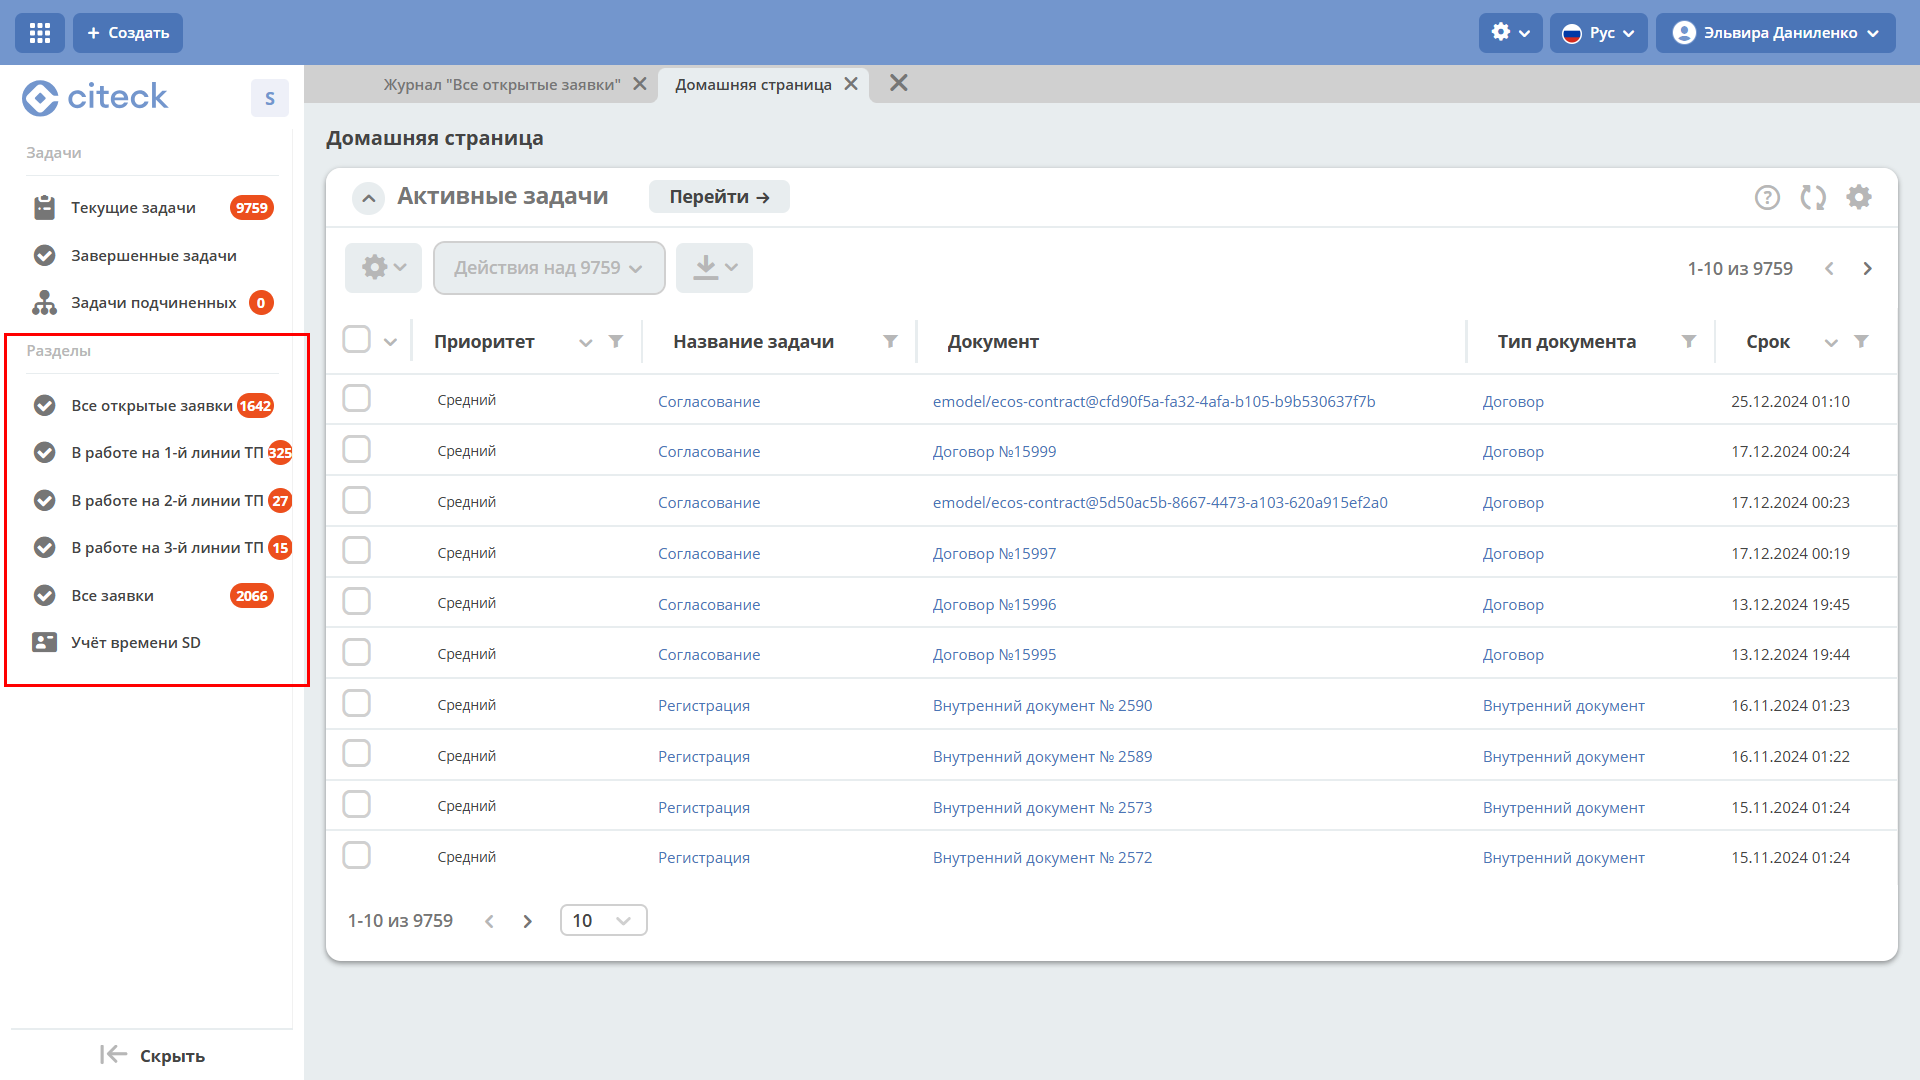 + Создать
Рус
Эльвира Даниленко
citeck
S
Журнал "Все открытые заявки"
Домашняя страница
Задачи
Текущие задачи 9759
Завершенные задачи
Задачи подчиненных 0
Разделы
Все открытые заявки 1642
В работе на 1-й линии ТП 325
В работе на 2-й линии ТП 27
В работе на 3-й линии ТП 15
Все заявки 2066
Учёт времени SD
Скрыть
Домашняя страница
Активные задачи
Перейти →
?
Действия над 9759
1-10 из 9759
Приоритет Название задачи Документ Тип документа Срок
Средний Согласование emodel/ecos-contract@cfd90f5a-fa32-4afa-b105-b9b530637f7b Договор 25.12.2024 01:10
Средний Согласование Договор №15999 Договор 17.12.2024 00:24
Средний Согласование emodel/ecos-contract@5d50ac5b-8667-4473-a103-620a915ef2a0 Договор 17.12.2024 00:23
Средний Согласование Договор №15997 Договор 17.12.2024 00:19
Средний Согласование Договор №15996 Договор 13.12.2024 19:45
Средний Согласование Договор №15995 Договор 13.12.2024 19:44
Средний Регистрация Внутренний документ № 2590 Внутренний документ 16.11.2024 01:23
Средний Регистрация Внутренний документ № 2589 Внутренний документ 16.11.2024 01:22
Средний Регистрация Внутренний документ № 2573 Внутренний документ 15.11.2024 01:24
Средний Регистрация Внутренний документ № 2572 Внутренний документ 15.11.2024 01:24
1-10 из 9759
10